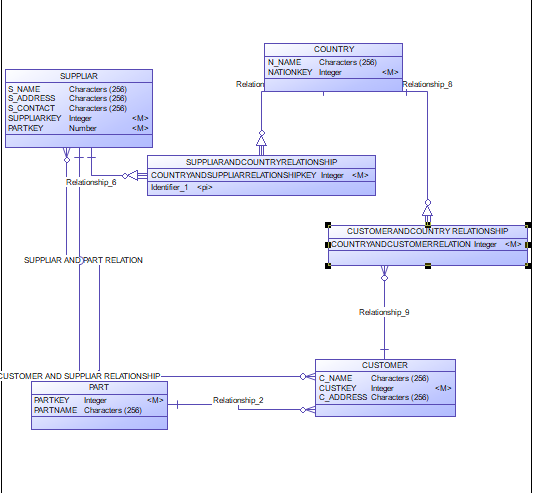 COUNTRY
N_NAME Characters (256)
NATIONKEY Integer <M>
SUPPLIAR
S_NAME Characters (256)
S_ADDRESS Characters (256)
S_CONTACT Characters (256)
SUPPLIARKEY Integer <M>
PARTKEY Number <M>
Relation
Relationship_8
SUPPLIARANDCOUNTRYRELATIONSHIP
COUNTRYANDSUPPLIARRELATIONSHIPKEY Integer <M>
Identifier_1 <pi>
Relationship_6
CUSTOMERANDCOUNTRY RELATIONSHIP
COUNTRYANDCUSTOMERRELATION Integer <M>
SUPPLIAR AND PART RELATION
Relationship_9
CUSTOMER AND SUPPLIAR RELATIONSHIP
CUSTOMER
C_NAME Characters (256)
CUSTKEY Integer <M>
C_ADDRESS Characters (256)
PART
PARTKEY Integer <M>
PARTNAME Characters (256)
Relationship_2